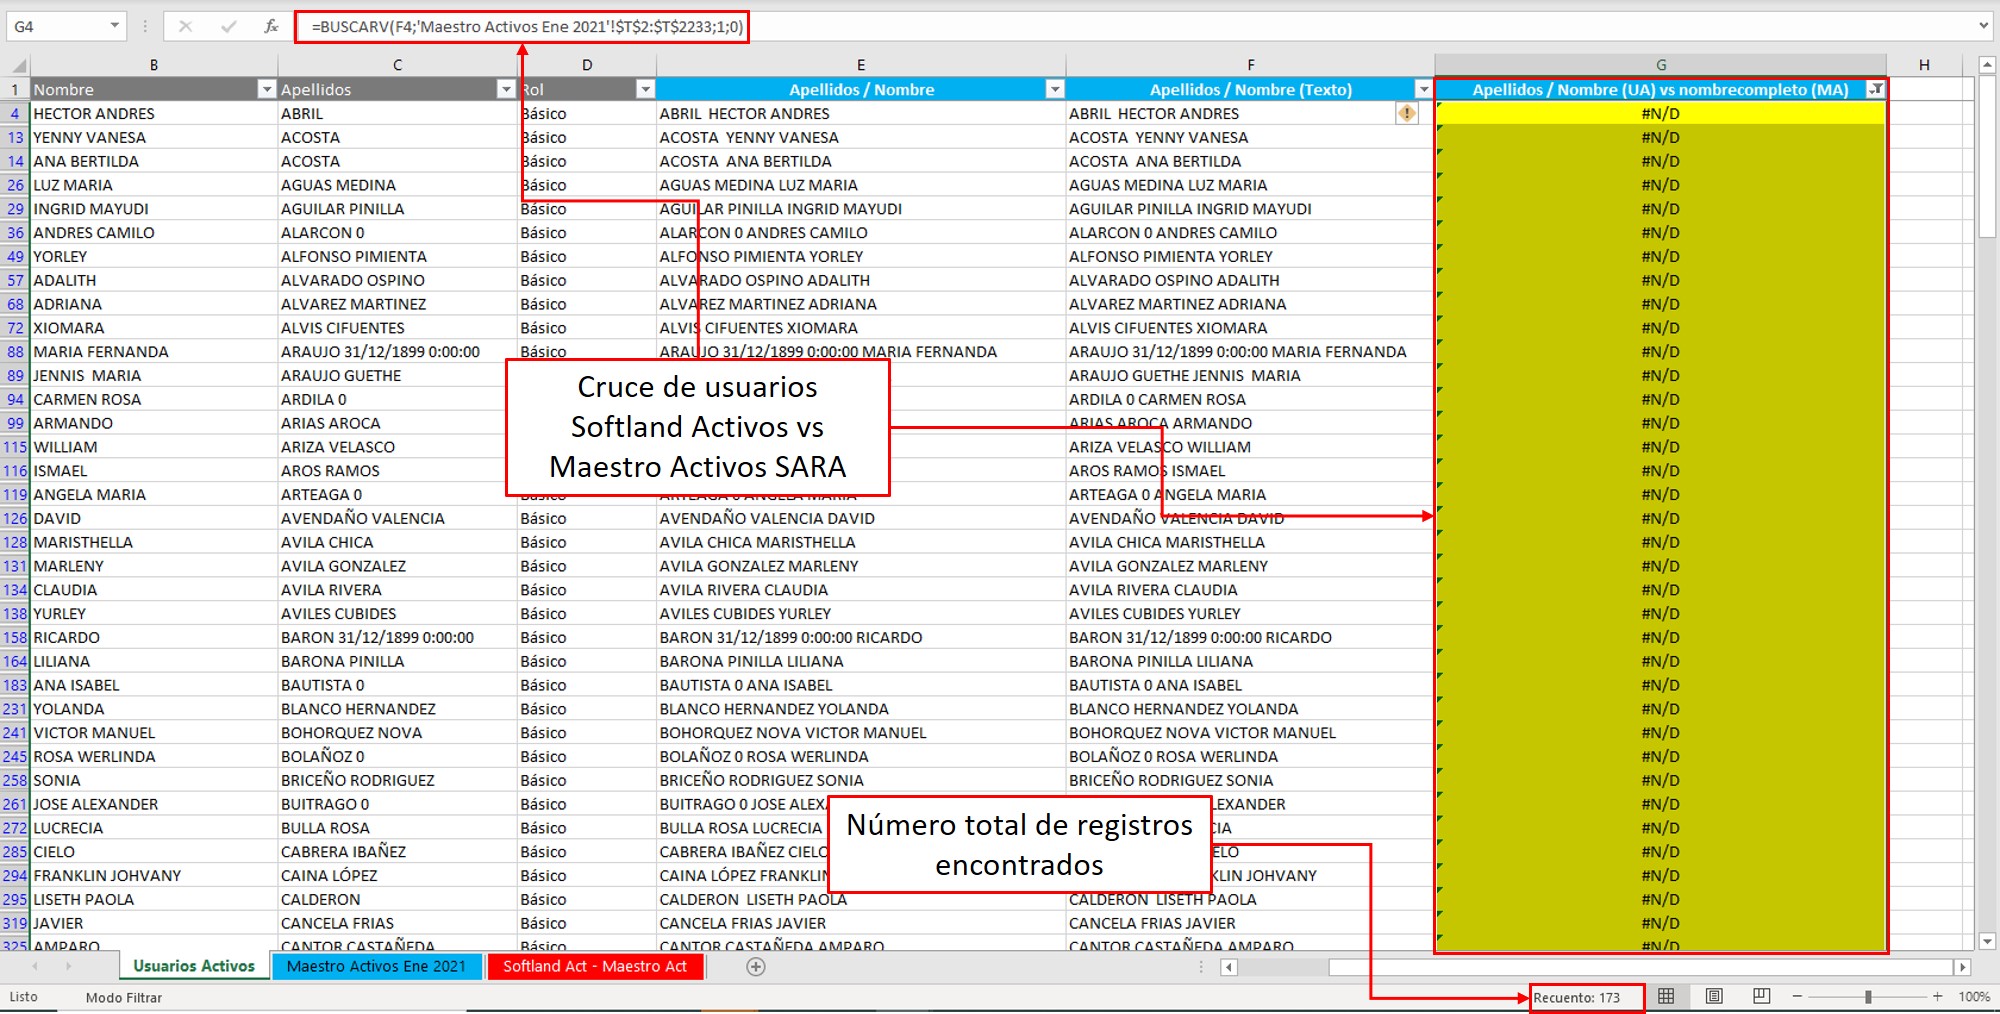 G4 =BUSCARV(F4;'Maestro Activos Ene 2021'!$T$2:$T$2233;1;0)
B C D E F G H
1 Nombre Apellidos Rol Apellidos / Nombre Apellidos / Nombre (Texto) Apellidos / Nombre (UA) vs nombrecompleto (MA)
4 HECTOR ANDRES ABRIL Básico ABRIL  HECTOR ANDRES ABRIL  HECTOR ANDRES #N/D
13 YENNY VANESA ACOSTA Básico ACOSTA  YENNY VANESA ACOSTA  YENNY VANESA #N/D
14 ANA BERTILDA ACOSTA Básico ACOSTA  ANA BERTILDA ACOSTA  ANA BERTILDA #N/D
26 LUZ MARIA AGUAS MEDINA Básico AGUAS MEDINA LUZ MARIA AGUAS MEDINA LUZ MARIA #N/D
29 INGRID MAYUDI AGUILAR PINILLA Básico AGUILAR PINILLA INGRID MAYUDI AGUILAR PINILLA INGRID MAYUDI #N/D
36 ANDRES CAMILO ALARCON 0 Básico ALARCON 0 ANDRES CAMILO ALARCON 0 ANDRES CAMILO #N/D
49 YORLEY ALFONSO PIMIENTA Básico ALFONSO PIMIENTA YORLEY ALFONSO PIMIENTA YORLEY #N/D
57 ADALITH ALVARADO OSPINO Básico ALVARADO OSPINO ADALITH ALVARADO OSPINO ADALITH #N/D
68 ADRIANA ALVAREZ MARTINEZ Básico ALVAREZ MARTINEZ ADRIANA ALVAREZ MARTINEZ ADRIANA #N/D
72 XIOMARA ALVIS CIFUENTES Básico ALVIS CIFUENTES XIOMARA ALVIS CIFUENTES XIOMARA #N/D
88 MARIA FERNANDA ARAUJO 31/12/1899 0:00:00 Básico ARAUJO 31/12/1899 0:00:00 MARIA FERNANDA ARAUJO 31/12/1899 0:00:00 MARIA FERNANDA #N/D
89 JENNIS  MARIA ARAUJO GUETHE ARAUJO GUETHE JENNIS  MARIA #N/D
94 CARMEN ROSA ARDILA 0 ARDILA 0 CARMEN ROSA #N/D
99 ARMANDO ARIAS AROCA ARIAS AROCA ARMANDO #N/D
115 WILLIAM ARIZA VELASCO ARIZA VELASCO WILLIAM #N/D
116 ISMAEL AROS RAMOS AROS RAMOS ISMAEL #N/D
Cruce de usuarios
Softland Activos vs
Maestro Activos SARA
119 ANGELA MARIA ARTEAGA 0 Básico ARTEAGA 0 ANGELA MARIA ARTEAGA 0 ANGELA MARIA #N/D
126 DAVID AVENDAÑO VALENCIA Básico AVENDAÑO VALENCIA DAVID AVENDAÑO VALENCIA DAVID #N/D
128 MARISTHELLA AVILA CHICA Básico AVILA CHICA MARISTHELLA AVILA CHICA MARISTHELLA #N/D
131 MARLENY AVILA GONZALEZ Básico AVILA GONZALEZ MARLENY AVILA GONZALEZ MARLENY #N/D
134 CLAUDIA AVILA RIVERA Básico AVILA RIVERA CLAUDIA AVILA RIVERA CLAUDIA #N/D
138 YURLEY AVILES CUBIDES Básico AVILES CUBIDES YURLEY AVILES CUBIDES YURLEY #N/D
158 RICARDO BARON 31/12/1899 0:00:00 Básico BARON 31/12/1899 0:00:00 RICARDO BARON 31/12/1899 0:00:00 RICARDO #N/D
164 LILIANA BARONA PINILLA Básico BARONA PINILLA LILIANA BARONA PINILLA LILIANA #N/D
183 ANA ISABEL BAUTISTA 0 Básico BAUTISTA 0 ANA ISABEL BAUTISTA 0 ANA ISABEL #N/D
231 YOLANDA BLANCO HERNANDEZ Básico BLANCO HERNANDEZ YOLANDA BLANCO HERNANDEZ YOLANDA #N/D
241 VICTOR MANUEL BOHORQUEZ NOVA Básico BOHORQUEZ NOVA VICTOR MANUEL BOHORQUEZ NOVA VICTOR MANUEL #N/D
245 ROSA WERLINDA BOLAÑOZ 0 Básico BOLAÑOZ 0 ROSA WERLINDA BOLAÑOZ 0 ROSA WERLINDA #N/D
258 SONIA BRICEÑO RODRIGUEZ Básico BRICEÑO RODRIGUEZ SONIA BRICEÑO RODRIGUEZ SONIA #N/D
261 JOSE ALEXANDER BUITRAGO 0 Básico BUITRAGO 0 JOSE ALEXA LEXANDER #N/D
272 LUCRECIA BULLA ROSA Básico BULLA ROSA LUCRECIA CIA #N/D
285 CIELO CABRERA IBAÑEZ Básico CABRERA IBAÑEZ CIELO ELO #N/D
294 FRANKLIN JOHVANY CAINA LÓPEZ Básico CAINA LÓPEZ FRANKLIN KLIN JOHVANY #N/D
Número total de registros
encontrados
295 LISETH PAOLA CALDERON Básico CALDERON  LISETH PAOLA CALDERON  LISETH PAOLA #N/D
319 JAVIER CANCELA FRIAS Básico CANCELA FRIAS JAVIER CANCELA FRIAS JAVIER #N/D
325 AMPARO CANTOR CASTAÑEDA Básico CANTOR CASTAÑEDA AMPARO CANTOR CASTAÑEDA AMPARO #N/D
Usuarios Activos Maestro Activos Ene 2021 Softland Act - Maestro Act
Listo Modo Filtrar Recuento: 173 100%